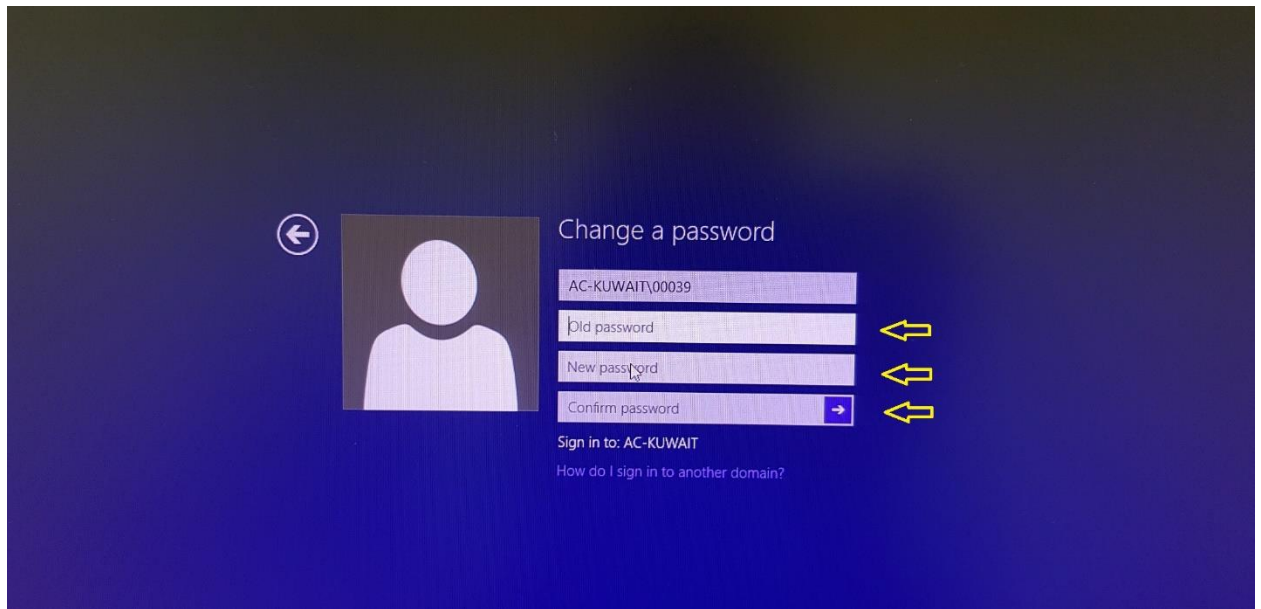 Change a password
AC-KUWAIT\00039
Old password
New password
Confirm password
Sign in to: AC-KUWAIT
How do I sign in to another domain?